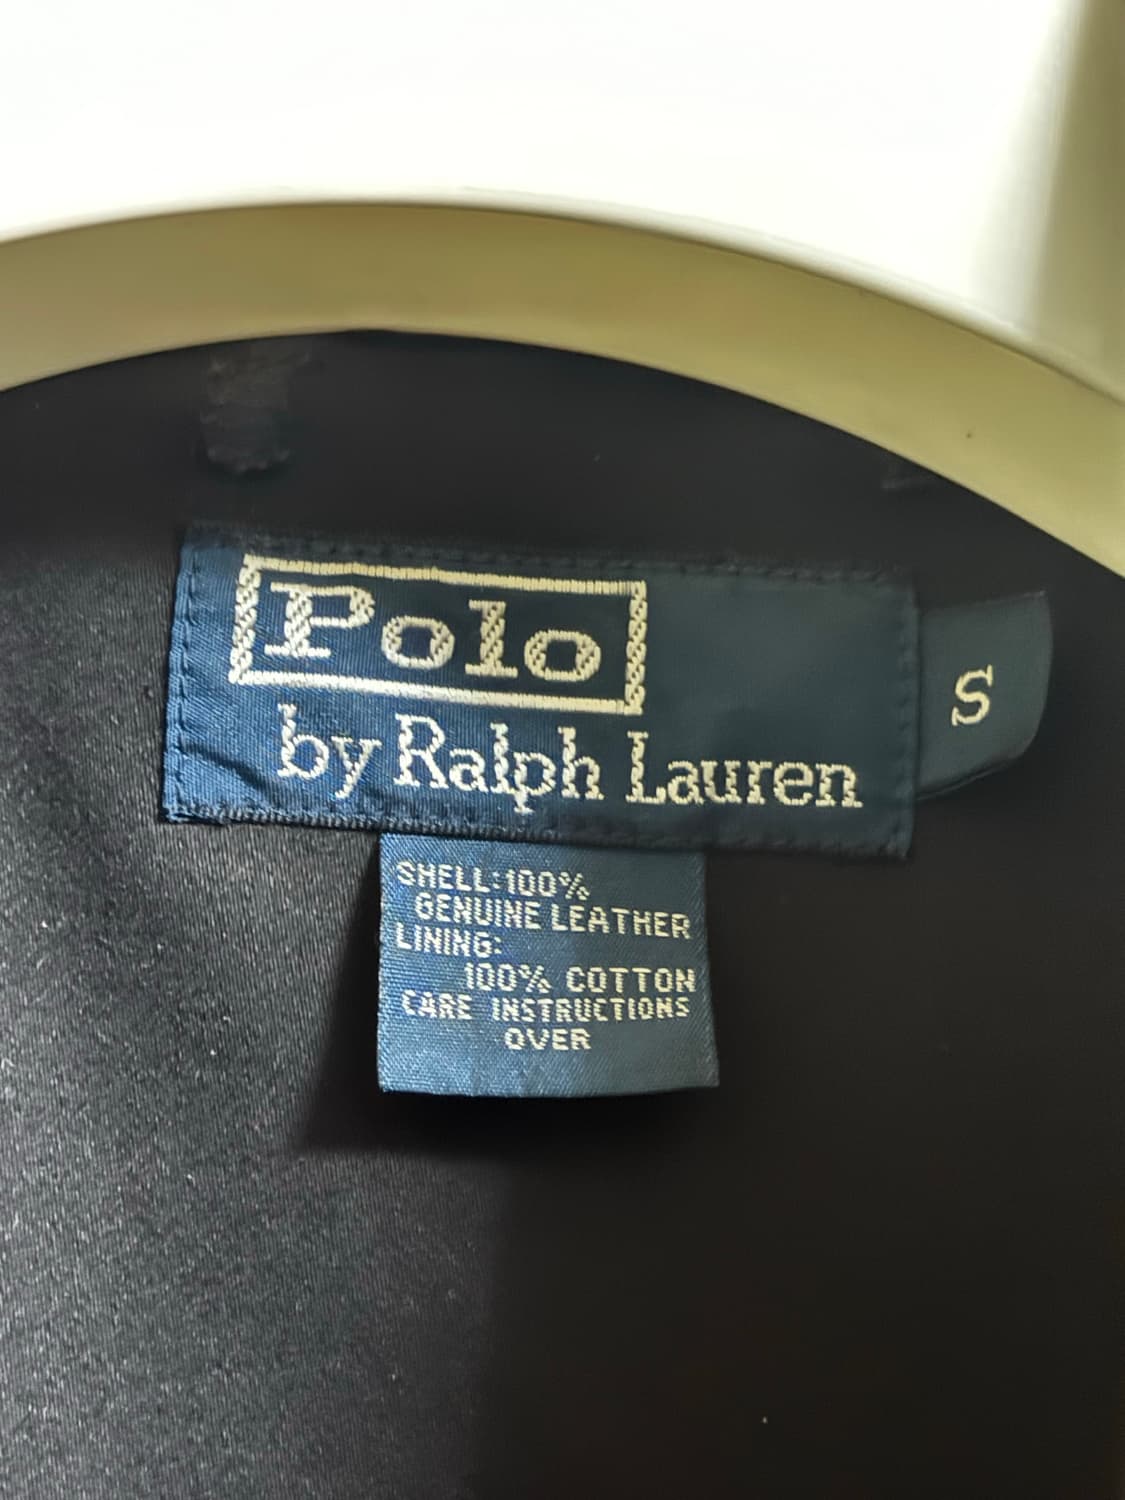 Polo
by Ralph Lauren
S
SHELL:100%
GENUINE LEATHER
LINING:
100% COTTON
CARE INSTRUCTIONS
OVER